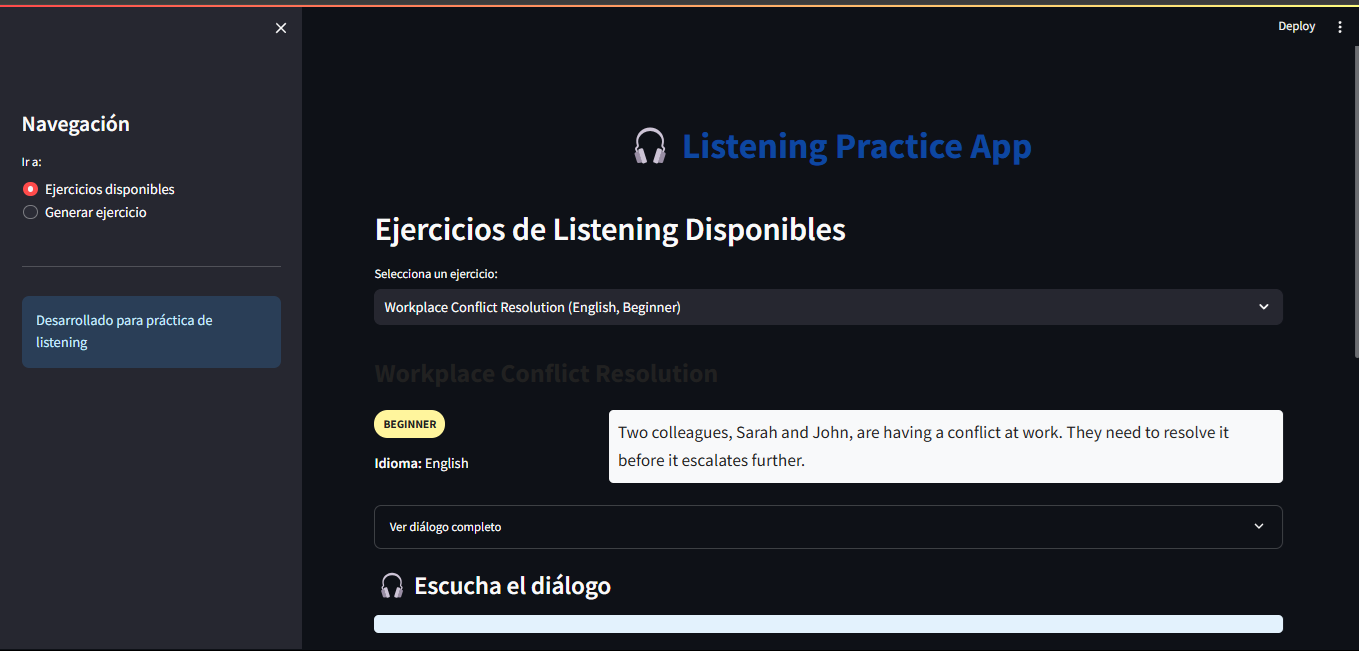 Deploy
Navegación
Ir a:
Ejercicios disponibles
Generar ejercicio
Desarrollado para práctica de
listening
Listening Practice App
Ejercicios de Listening Disponibles
Selecciona un ejercicio:
Workplace Conflict Resolution (English, Beginner)
Workplace Conflict Resolution
BEGINNER
Idioma: English
Two colleagues, Sarah and John, are having a conflict at work. They need to resolve it
before it escalates further.
Ver diálogo completo
Escucha el diálogo